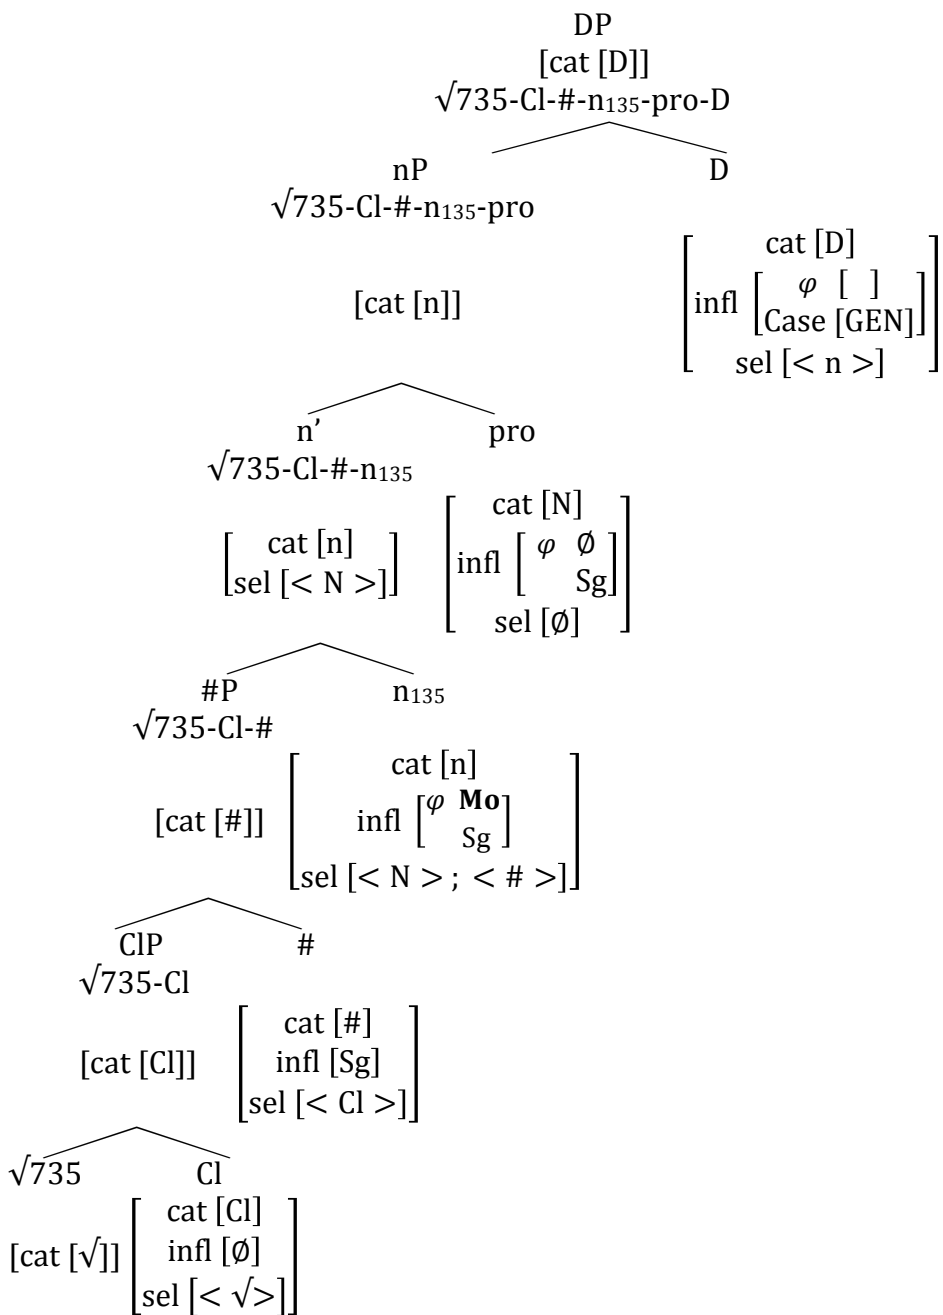 DP
[cat [D]]
√735-Cl-#-n₁₃₅-pro-D
nP D
√735-Cl-#-n₁₃₅-pro
cat [D]
[cat [n]] infl [φ [ ]
Case [GEN]]
sel [< n >]
n’ pro
√735-Cl-#-n₁₃₅
cat [N]
cat [n] infl [φ ∅
sel [< N >] Sg]
sel [∅]
#P n₁₃₅
√735-Cl-#
cat [n]
[cat [#]] infl [φ Mo
Sg]
sel [< N > ; < # >]
ClP #
√735-Cl
cat [#]
[cat [Cl]] infl [Sg]
sel [< Cl >]
√735 Cl
cat [Cl]
[cat [√]] infl [∅]
sel [< √>]